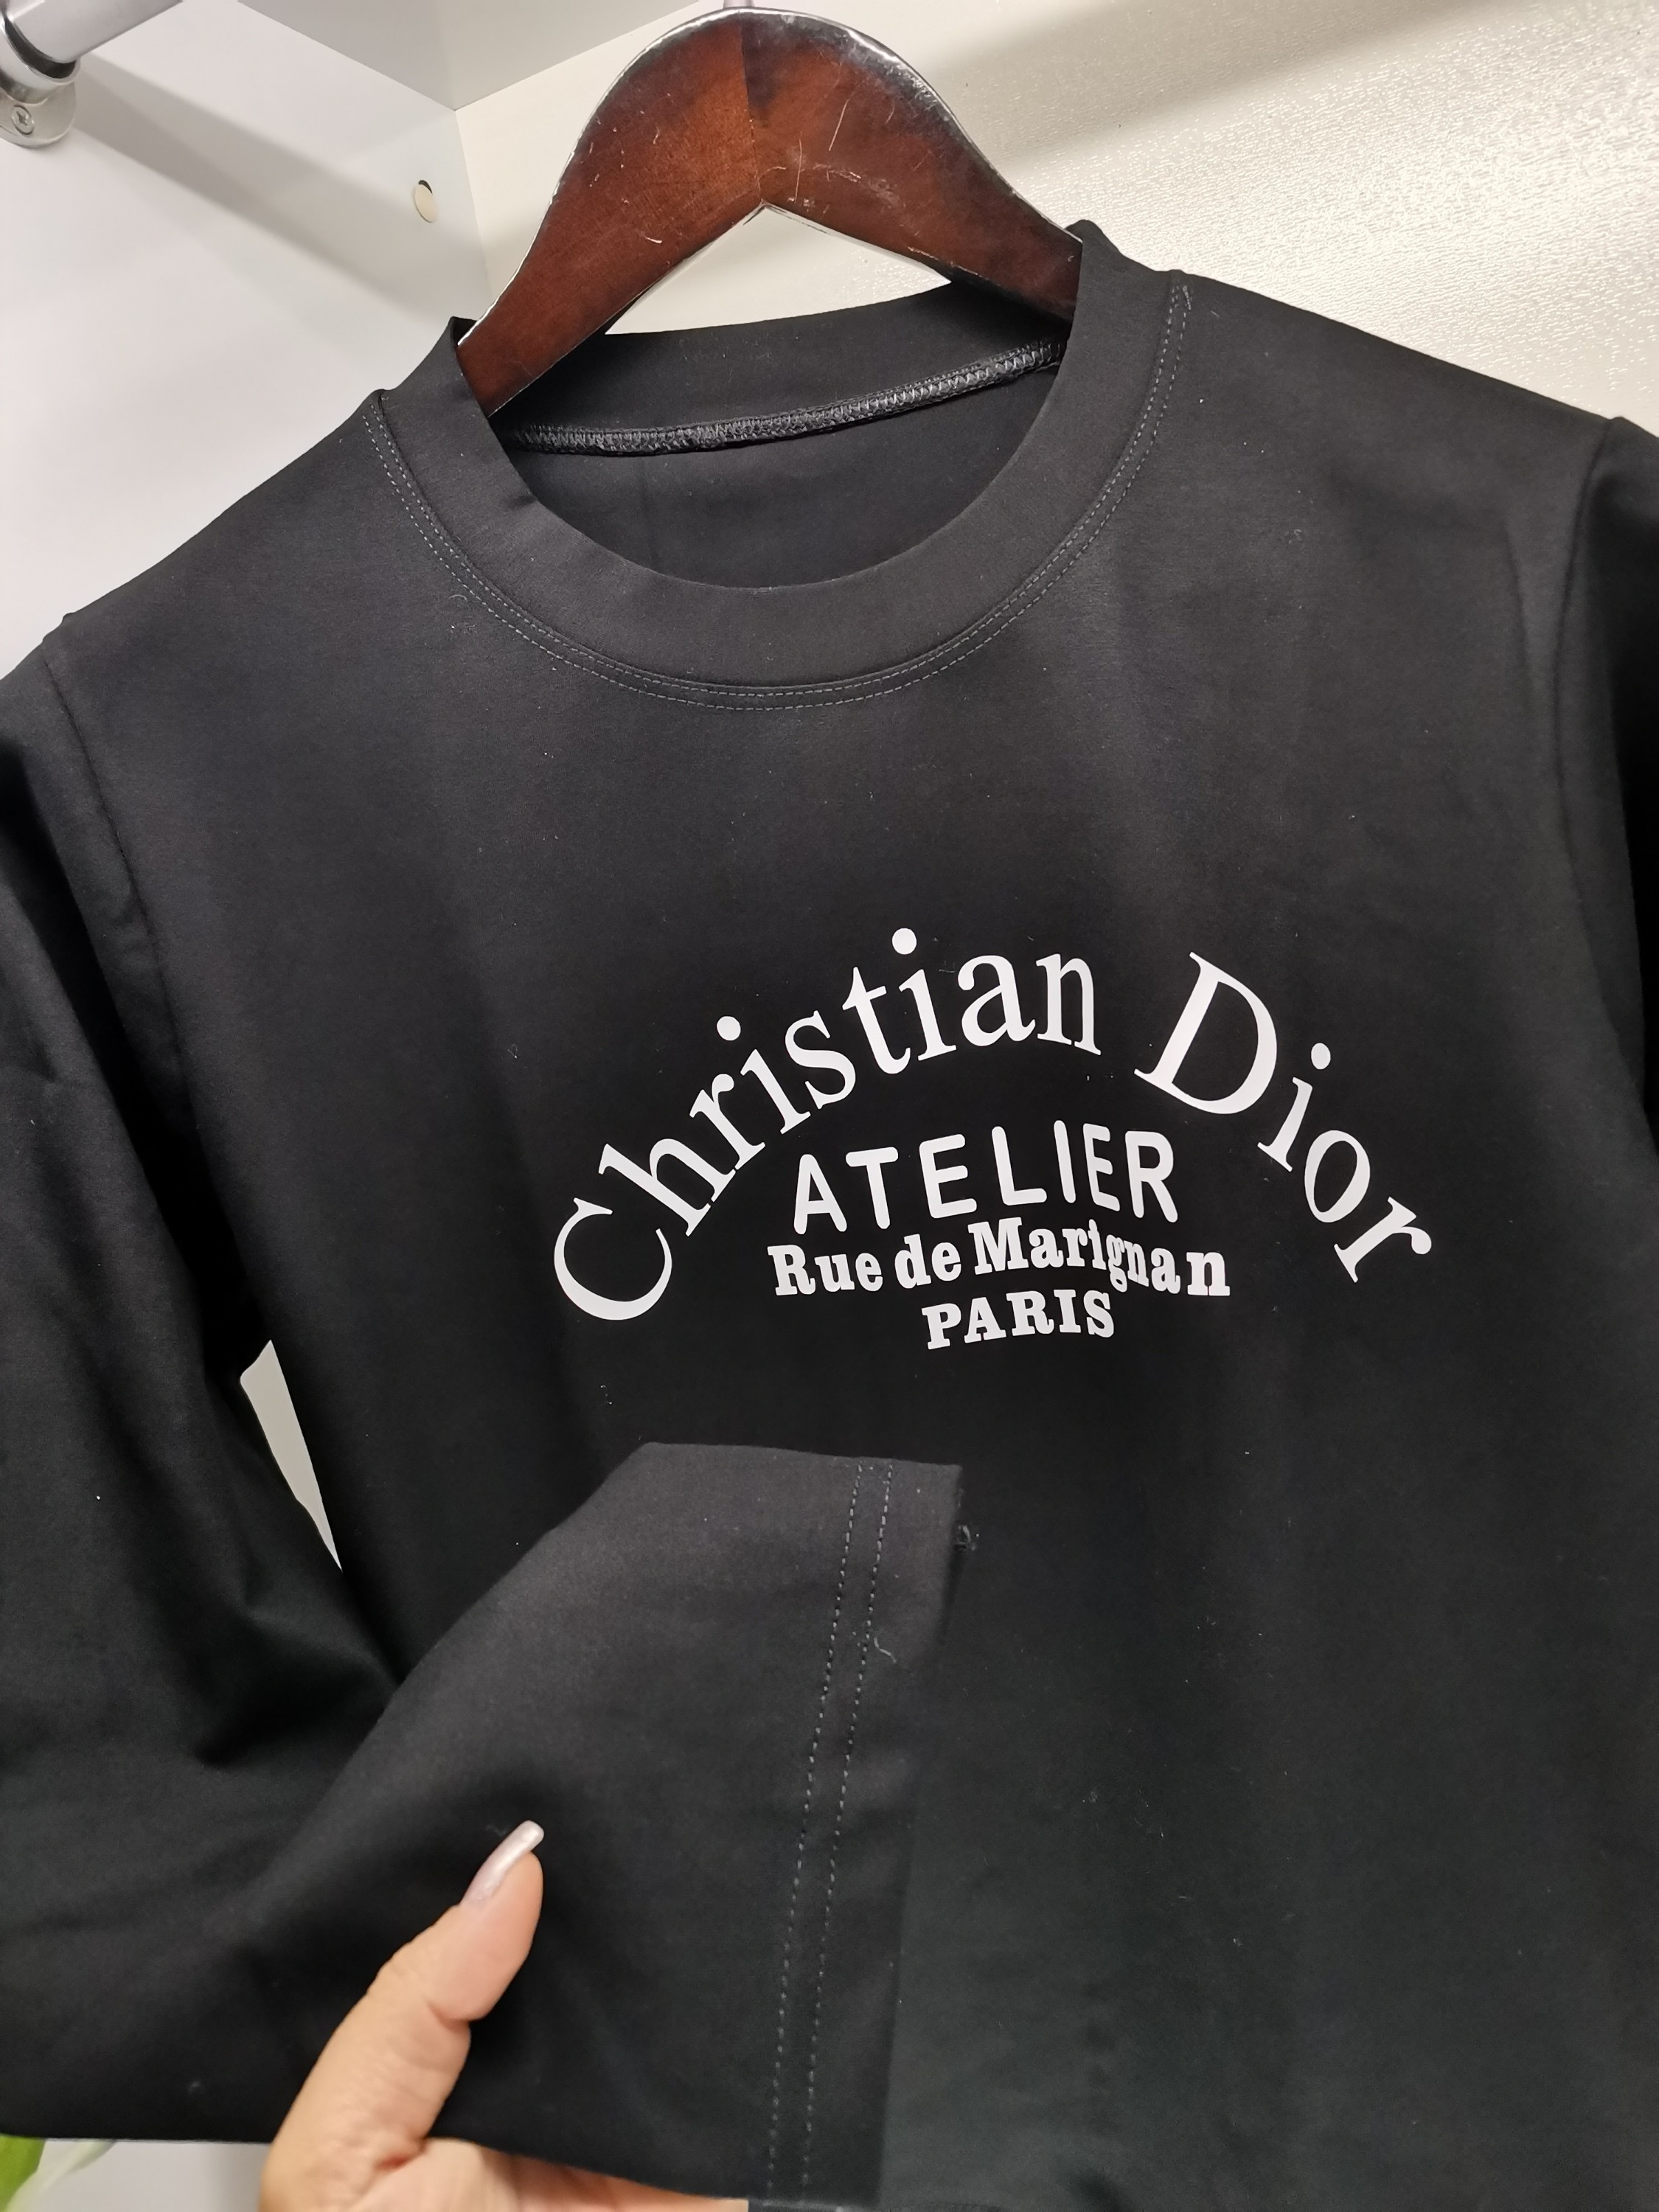 Christian Dior
ATELIER
Rue de Marignan
PARIS